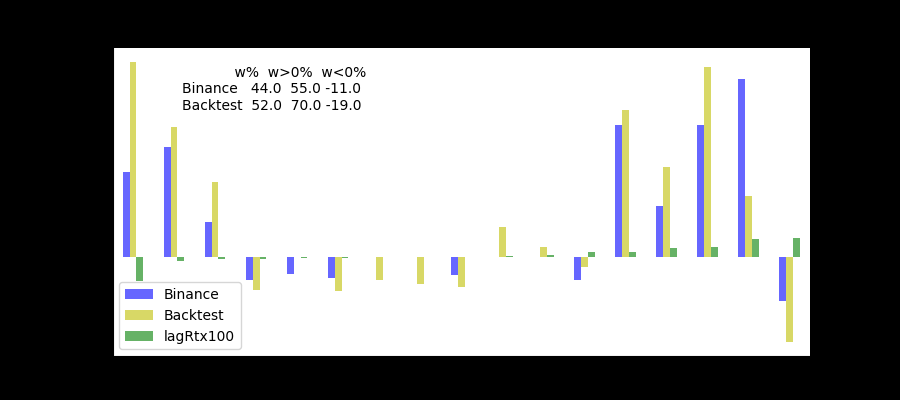 w% w>0% w<0%
Binance 44.0 55.0 -11.0
Backtest 52.0 70.0 -19.0
Binance
Backtest
lagRtx100